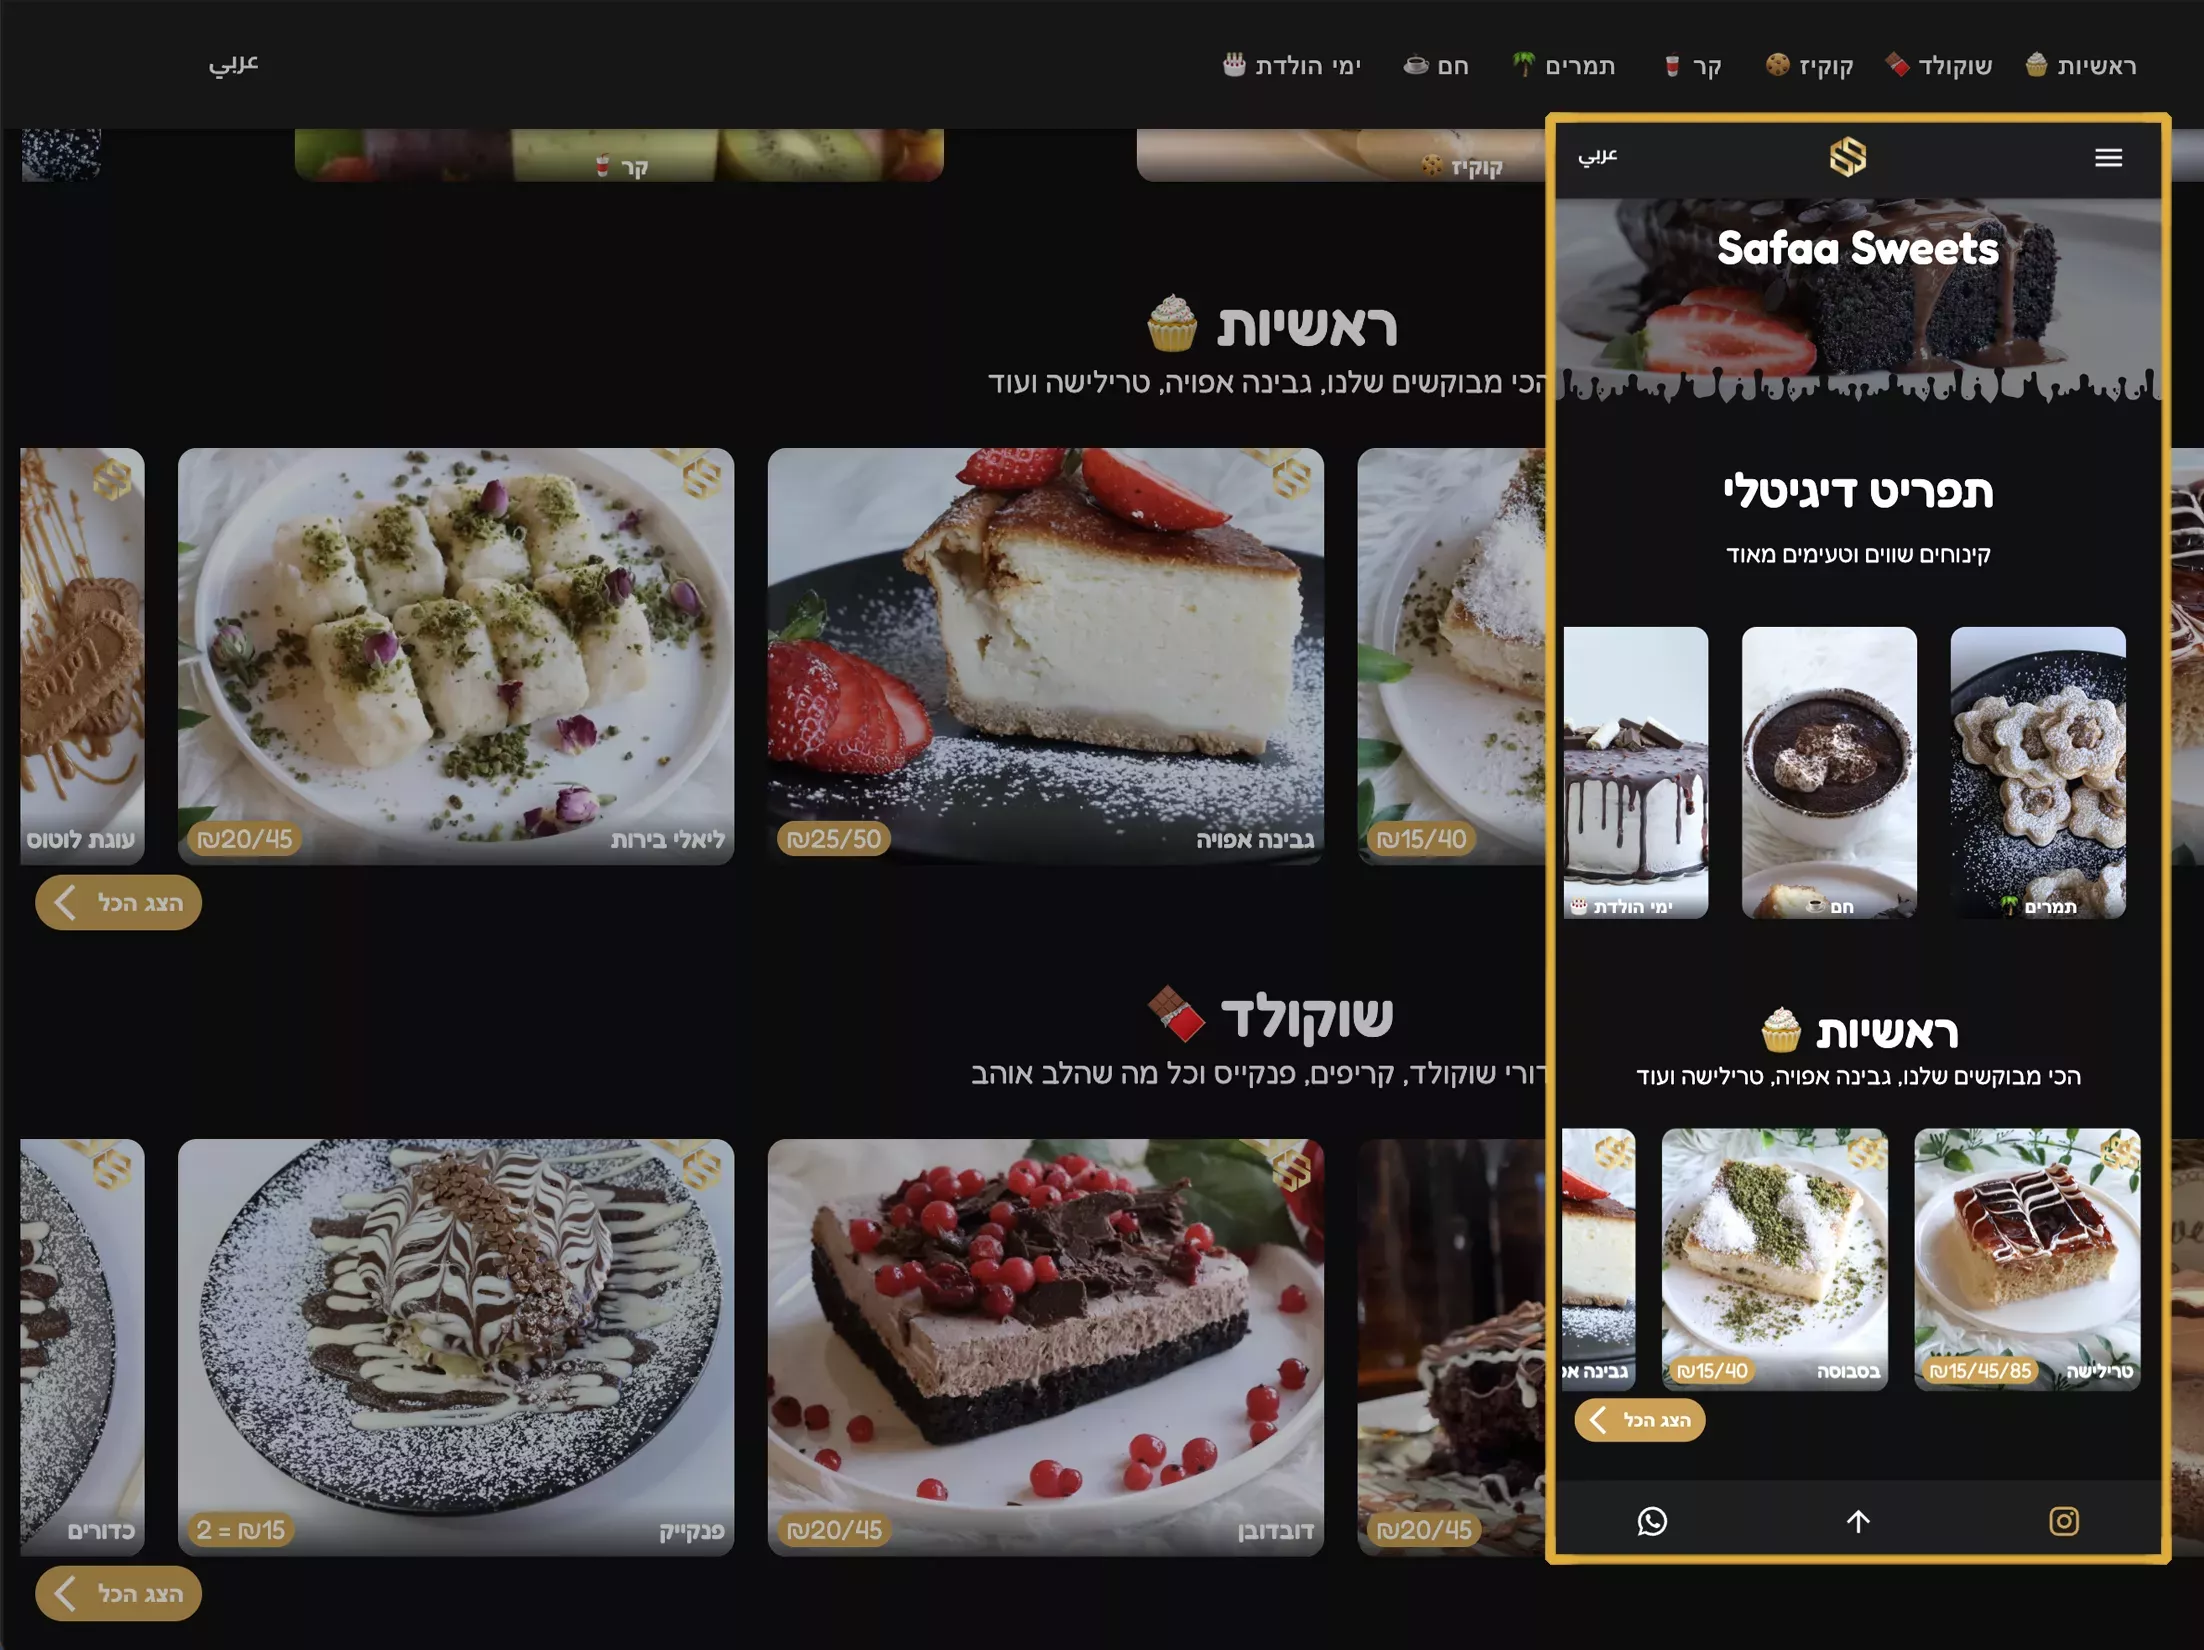 ראשיות 🧁
שוקולד 🍫
קוקיז 🍪
קר 🥤
תמרים 🌴
חם ☕
ימי הולדת 🎂
عربي
קוקיז 🍪
קר 🥤
ראשיות 🧁
הכי מבוקשים שלנו, גבינה אפויה, טרילישה ועוד
₪15/40
גבינה אפויה
₪25/50
ליאלי בירות
₪20/45
עוגת לוטוס
הצג הכל
שוקולד 🍫
דורי שוקולד, קריפים, פנקייס וכל מה שהלב אוהב
₪20/45
דובדובן
₪20/45
פנקייק
2 = ₪15
כדורים
הצג הכל
عربي
Safaa Sweets
תפריט דיגיטלי
קינוחים שווים וטעימים מאוד
תמרים 🌴
חם ☕
ימי הולדת 🎂
ראשיות 🧁
הכי מבוקשים שלנו, גבינה אפויה, טרילישה ועוד
טרילישה
₪15/45/85
בסבוסה
₪15/40
גבינה אפ
הצג הכל